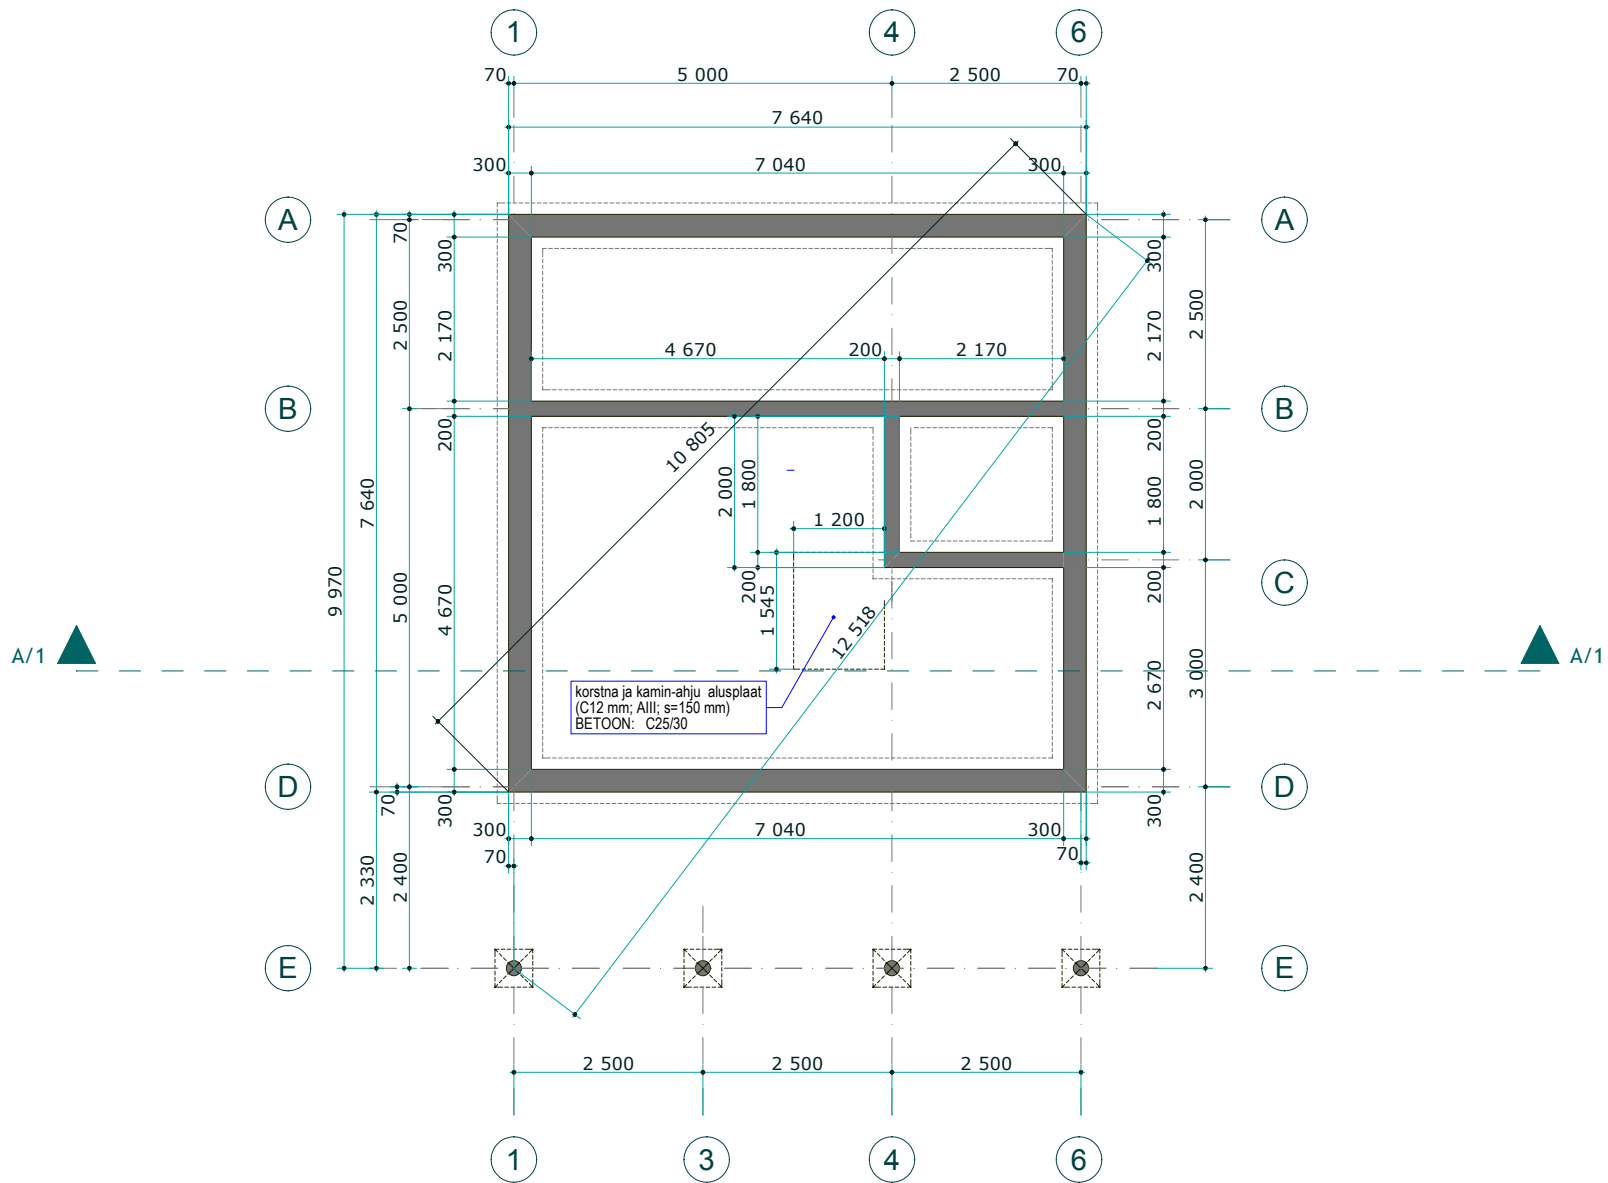 1 4 6
70 5 000 2 500 70
7 640
300 7 040 300
A A
70 300 300
2 500 2 170 2 170 2 500
4 670 200 2 170
B B
200 200
10 805
2 000 1 800 1 800 2 000
7 640
1 200
9 970 5 000 4 670
200 1 545 200
C
12 518
A/1 A/1
2 670 3 000
korstna ja kamin-ahju alusplaat
(C12 mm; AIII; s=150 mm)
BETOON: C25/30
D D
70 300 300
300 7 040 300
70 70
2 330 2 400 2 400
E E
2 500 2 500 2 500
1 3 4 6